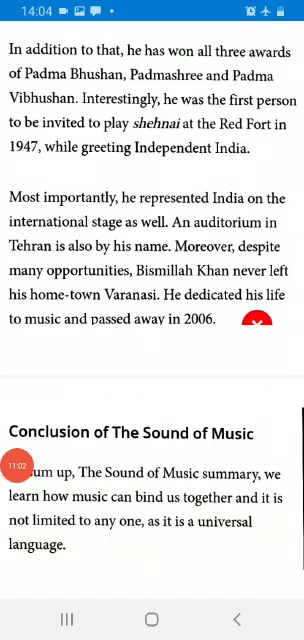 14:04
In addition to that, he has won all three awards
of Padma Bhushan, Padmashree and Padma
Vibhushan. Interestingly, he was the first person
to be invited to play shehnai at the Red Fort in
1947, while greeting Independent India.
Most importantly, he represented India on the
international stage as well. An auditorium in
Tehran is also by his name. Moreover, despite
many opportunities, Bismillah Khan never left
his home-town Varanasi. He dedicated his life
to music and passed away in 2006.
Conclusion of The Sound of Music
11:02
um up, The Sound of Music summary, we
learn how music can bind us together and it is
not limited to any one, as it is a universal
language.